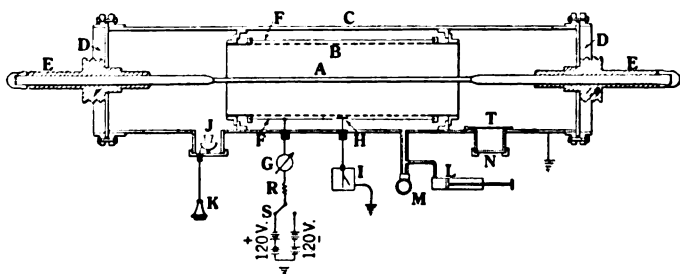 F C
D B D
E A E
F H T
J
G I N
R L
K M
S
+ 120V. 120V. −